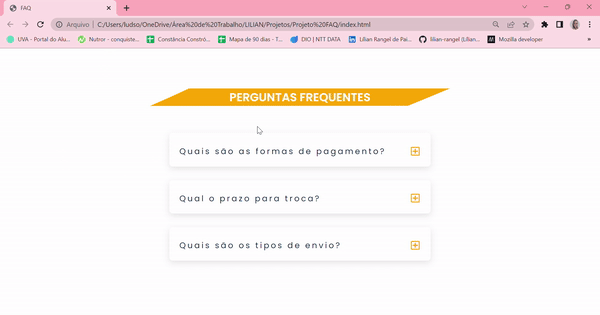 FAQ
Arquivo | C:/Users/ludso/OneDrive/Área%20de%20Trabalho/LILIAN/Projetos/Projeto%20FAQ/index.html
UVA - Portal do Alu...
Nutror - conquiste...
Constância Constró...
Mapa de 90 dias - T...
DIO | NTT DATA
Lilian Rangel de Pai...
lilian-rangel (Lilian...
Mozilla developer
PERGUNTAS FREQUENTES
Quais são as formas de pagamento?
Qual o prazo para troca?
Quais são os tipos de envio?